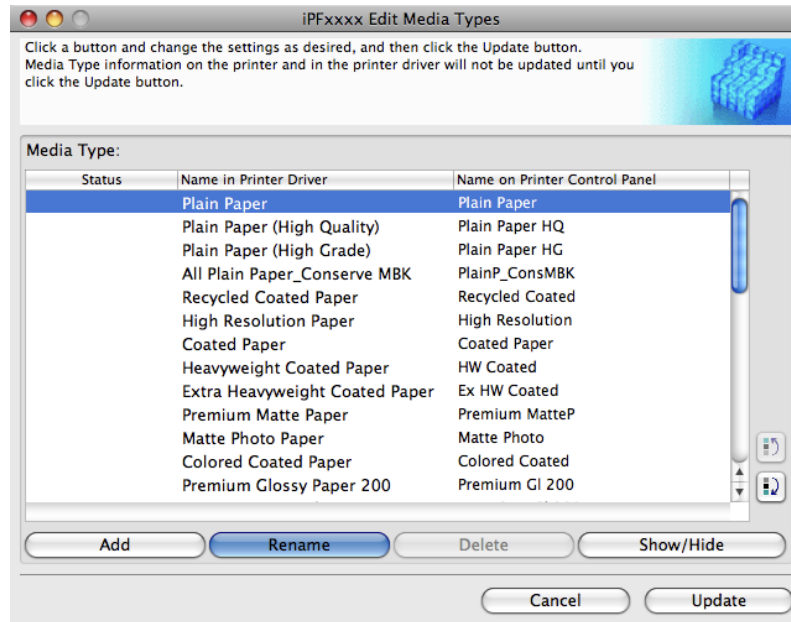 iPFxxxx Edit Media Types
Click a button and change the settings as desired, and then click the Update button.
Media Type information on the printer and in the printer driver will not be updated until you
click the Update button.
Media Type:
Status Name in Printer Driver Name on Printer Control Panel
Plain Paper Plain Paper
Plain Paper (High Quality) Plain Paper HQ
Plain Paper (High Grade) Plain Paper HG
All Plain Paper_Conserve MBK PlainP_ConsMBK
Recycled Coated Paper Recycled Coated
High Resolution Paper High Resolution
Coated Paper Coated Paper
Heavyweight Coated Paper HW Coated
Extra Heavyweight Coated Paper Ex HW Coated
Premium Matte Paper Premium MatteP
Matte Photo Paper Matte Photo
Colored Coated Paper Colored Coated
Premium Glossy Paper 200 Premium Gl 200
Add Rename Delete Show/Hide
Cancel Update